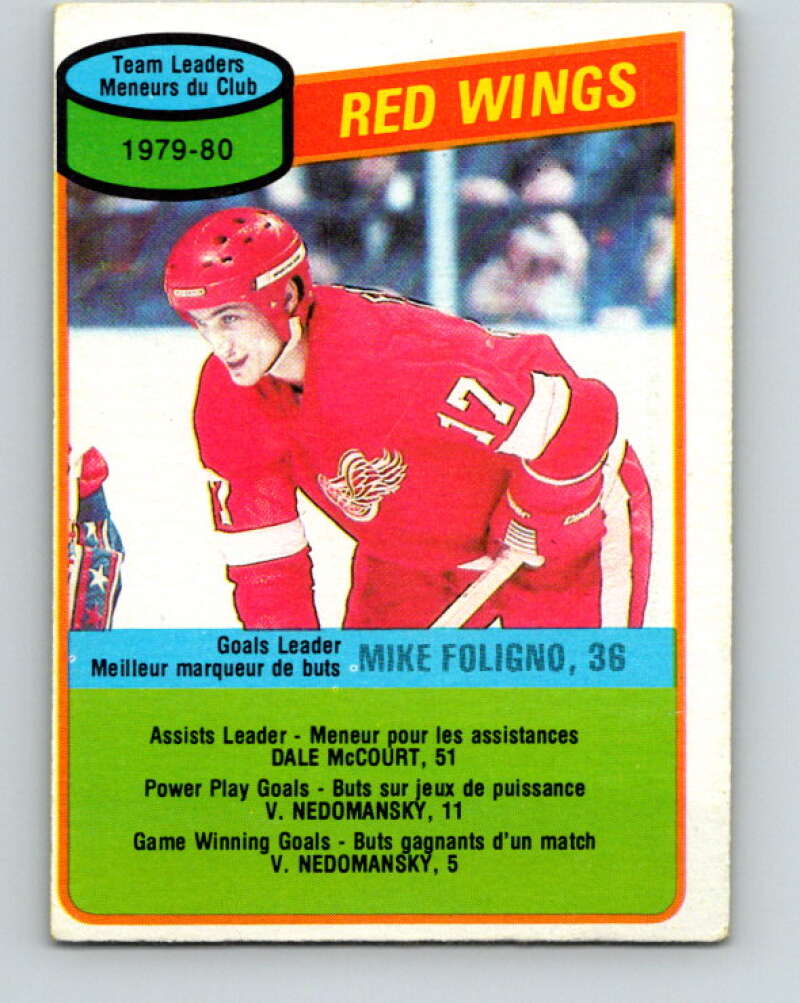 Team Leaders
Meneurs du Club
1979-80
RED WINGS
17
17
Goals Leader
Meilleur marqueur de buts
MIKE FOLIGNO, 36
Assists Leader - Meneur pour les assistances
DALE McCOURT, 51
Power Play Goals - Buts sur jeux de puissance
V. NEDOMANSKY, 11
Game Winning Goals - Buts gagnants d'un match
V. NEDOMANSKY, 5